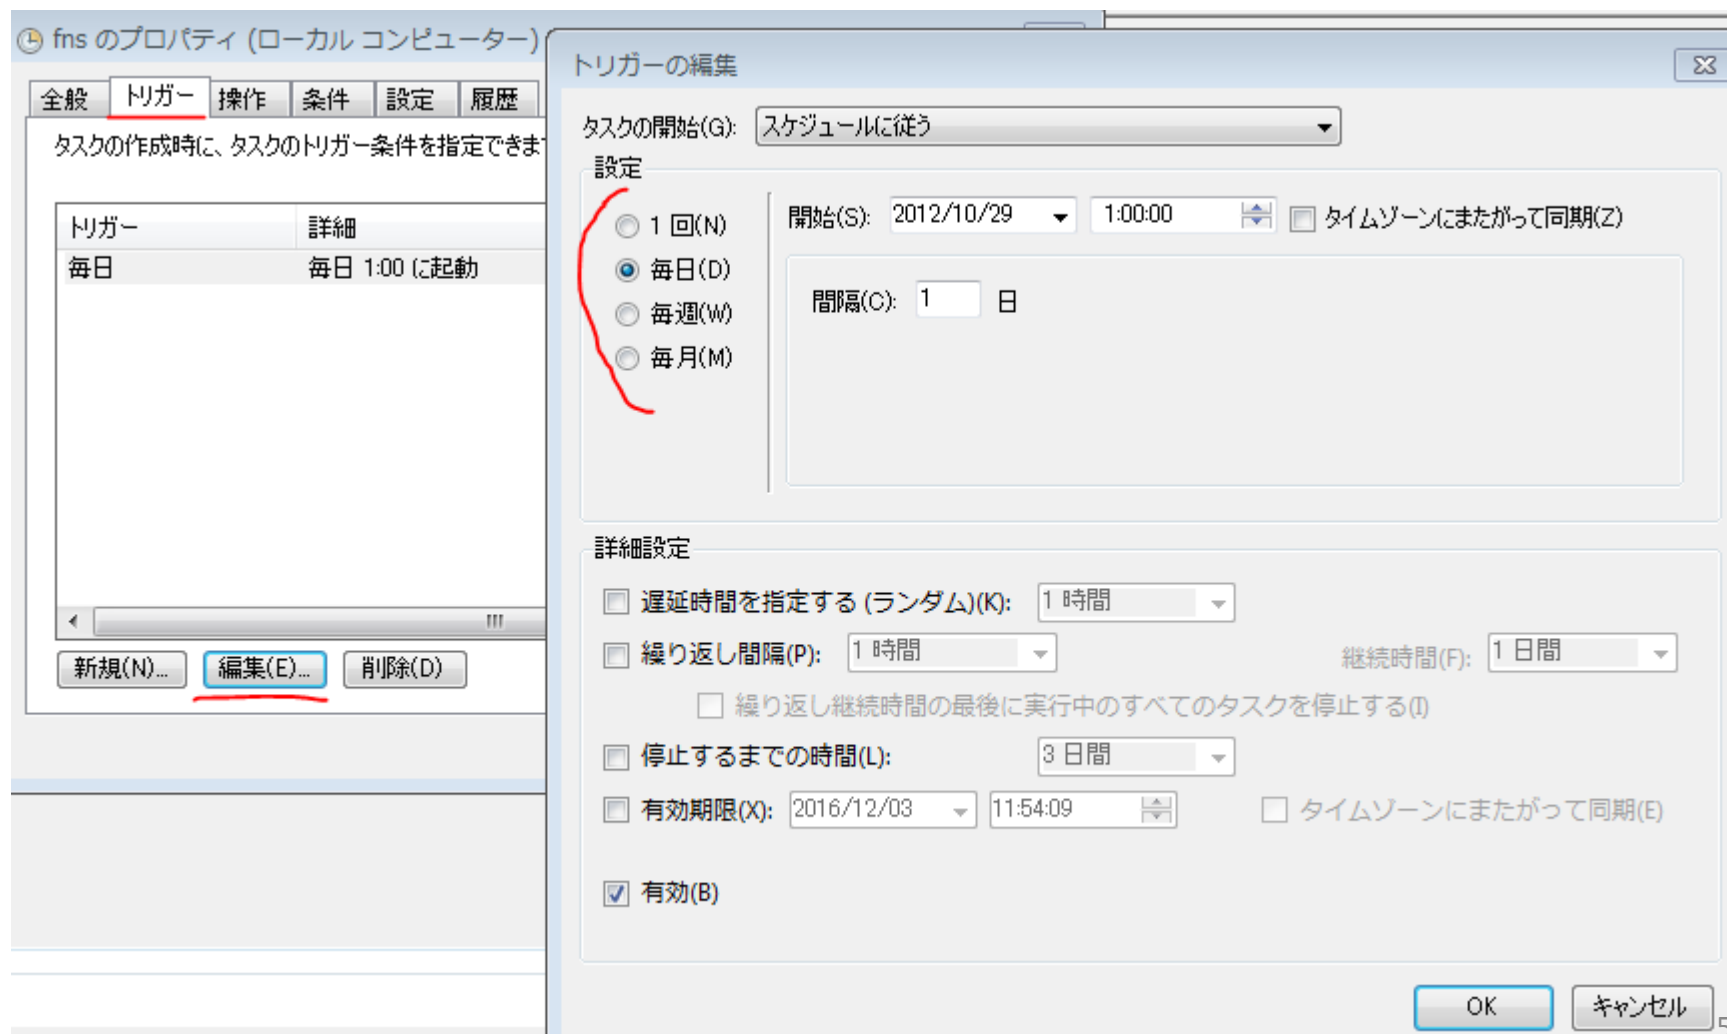 fns のプロパティ (ローカル コンピューター)
全般 トリガー 操作 条件 設定 履歴
タスクの作成時に、タスクのトリガー条件を指定できま
トリガー 詳細
毎日 毎日 1:00 に起動
新規(N)... 編集(E)... 削除(D)
トリガーの編集
タスクの開始(G): スケジュールに従う
設定
1 回(N)
毎日(D)
毎週(W)
毎月(M)
開始(S): 2012/10/29 1:00:00 タイムゾーンにまたがって同期(Z)
間隔(C): 1 日
詳細設定
遅延時間を指定する (ランダム)(K): 1 時間
繰り返し間隔(P): 1 時間 継続時間(F): 1 日間
繰り返し継続時間の最後に実行中のすべてのタスクを停止する(I)
停止するまでの時間(L): 3 日間
有効期限(X): 2016/12/03 11:54:09 タイムゾーンにまたがって同期(E)
有効(B)
OK キャンセル